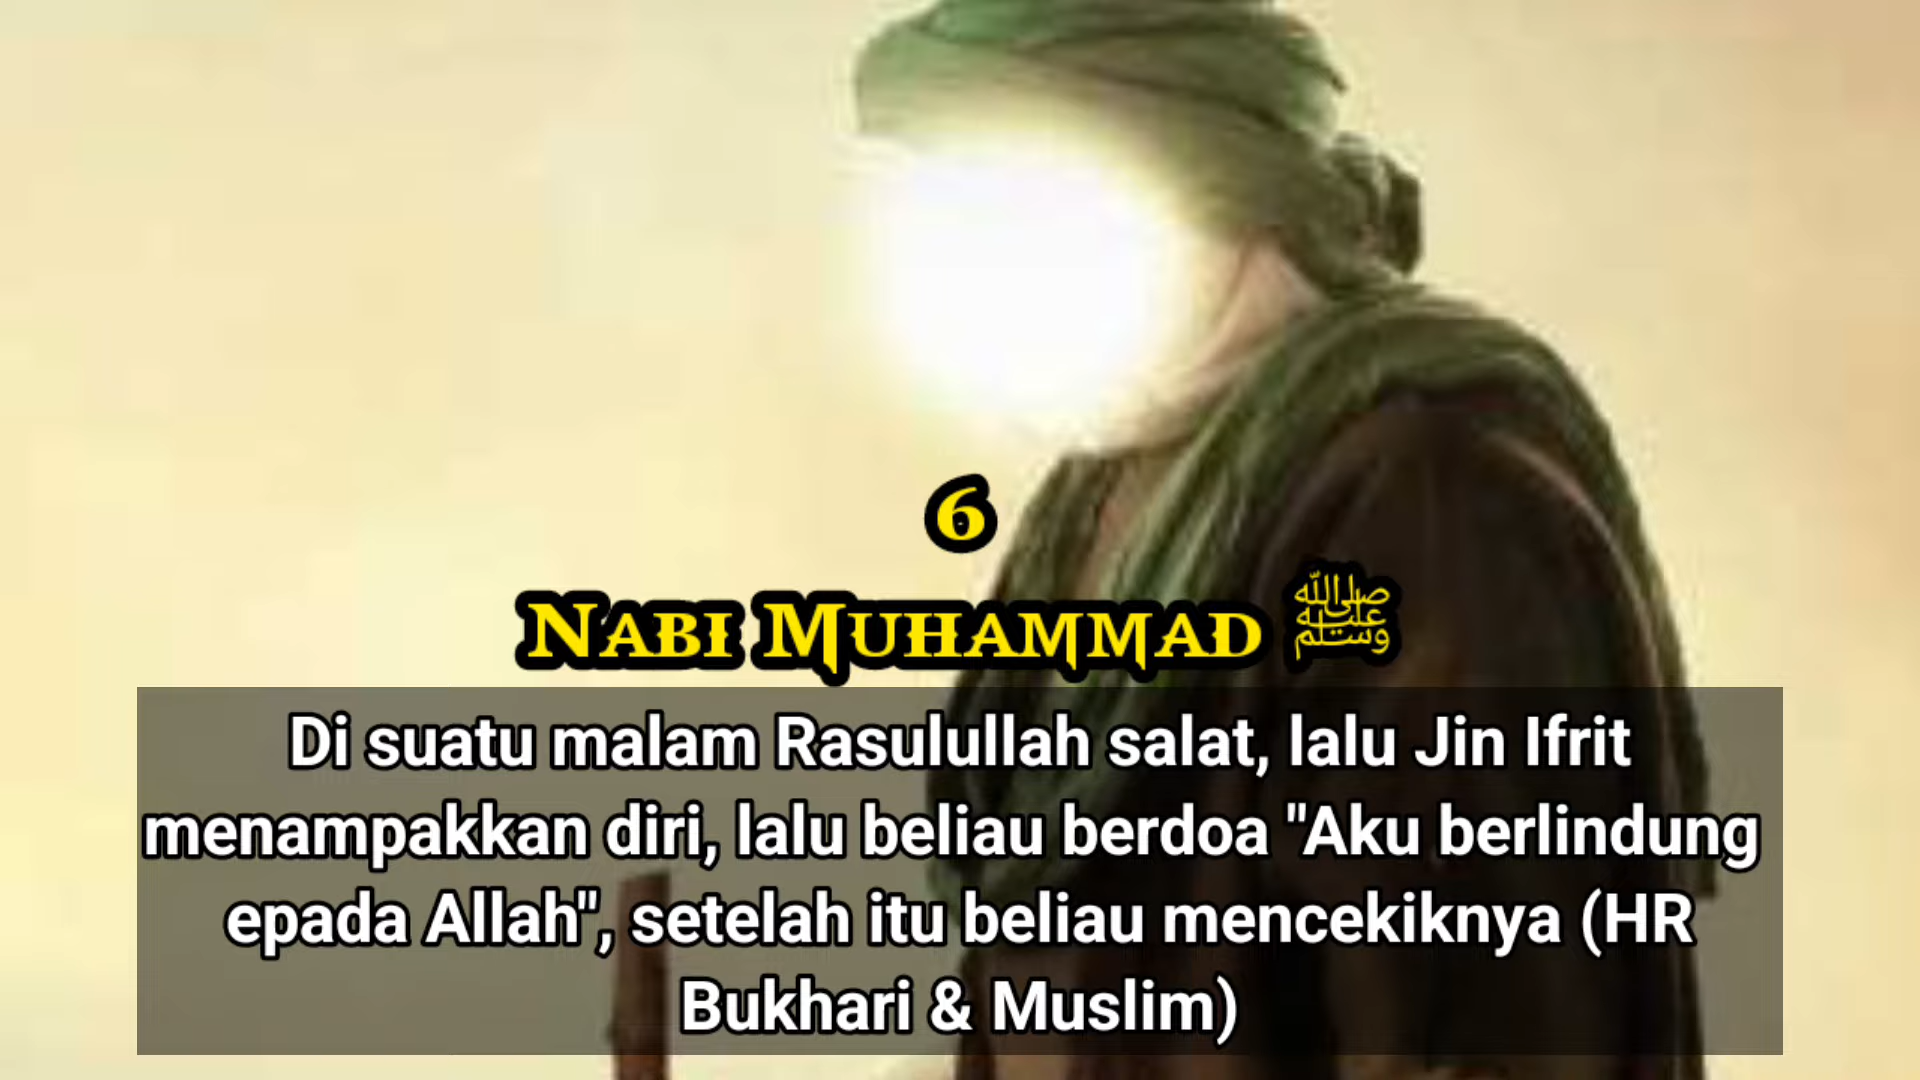 6
Nabi Muhammad ﷺ
Di suatu malam Rasulullah salat, lalu Jin Ifrit
menampakkan diri, lalu beliau berdoa "Aku berlindung
epada Allah", setelah itu beliau mencekiknya (HR
Bukhari & Muslim)